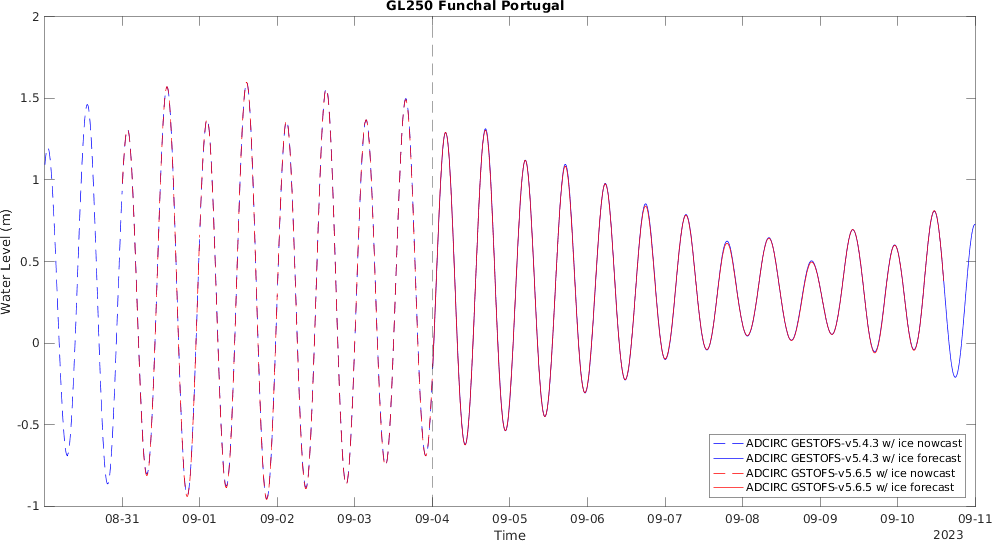 GL250 Funchal Portugal
2
1.5
1
0.5
0
-0.5
-1
Water Level (m)
08-31
09-01
09-02
09-03
09-04
09-05
09-06
09-07
09-08
09-09
09-10
09-11
Time
2023
ADCIRC GESTOFS-v5.4.3 w/ ice nowcast
ADCIRC GESTOFS-v5.4.3 w/ ice forecast
ADCIRC GSTOFS-v5.6.5 w/ ice nowcast
ADCIRC GSTOFS-v5.6.5 w/ ice forecast